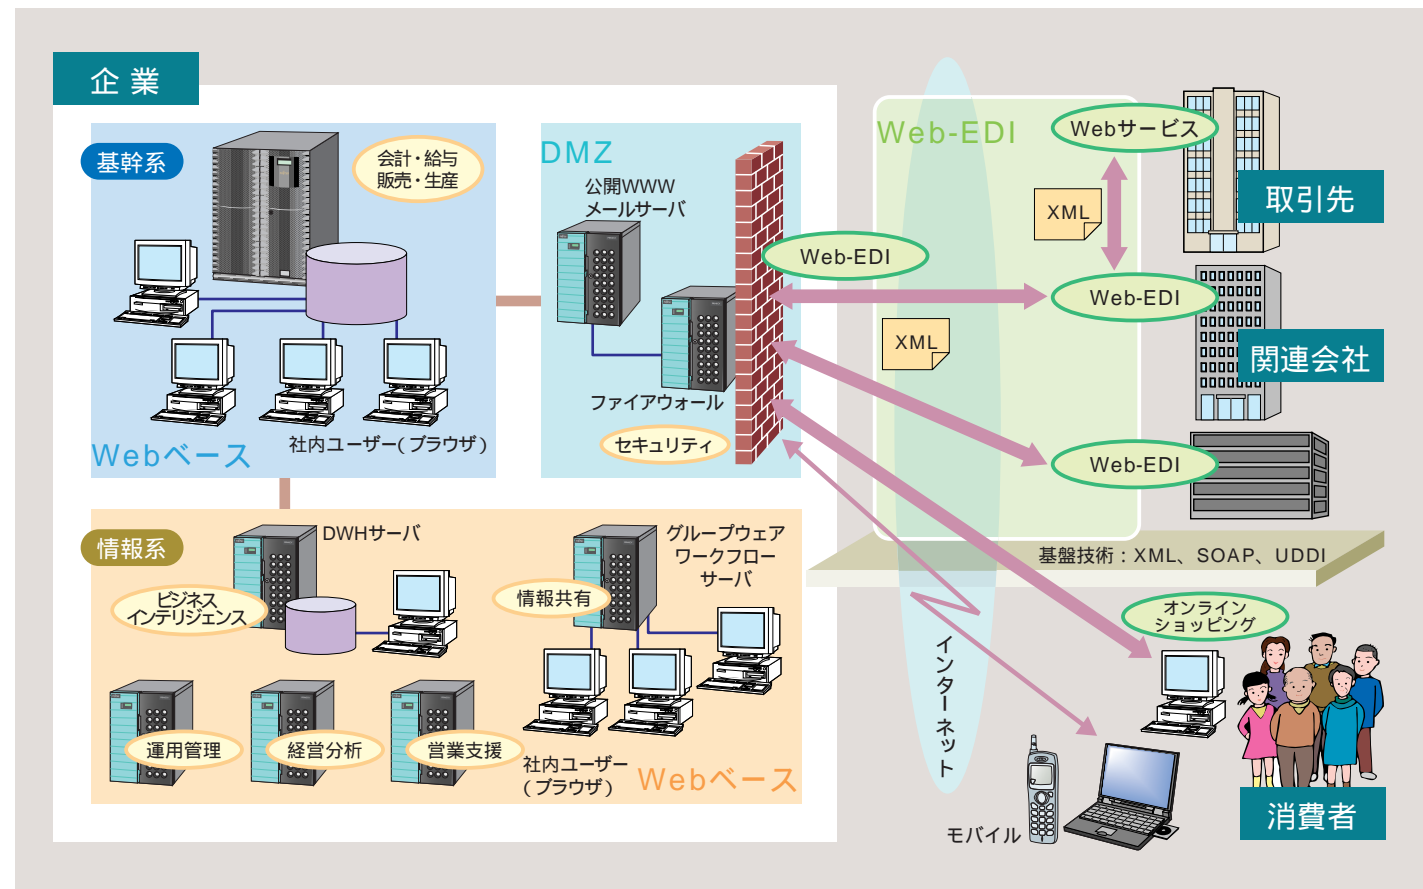 企業
基幹系
会計・給与
販売・生産
社内ユーザー(ブラウザ)
Webベース
DMZ
公開WWW
メールサーバ
ファイアウォール
セキュリティ
Web-EDI
Web-EDI
Webサービス
XML
取引先
Web-EDI
XML
関連会社
Web-EDI
基盤技術：XML、SOAP、UDDI
情報系
DWHサーバ
ビジネス
インテリジェンス
グループウェア
ワークフロー
サーバ
情報共有
運用管理
経営分析
営業支援
社内ユーザー
(ブラウザ)
Webベース
インターネット
オンライン
ショッピング
モバイル
消費者